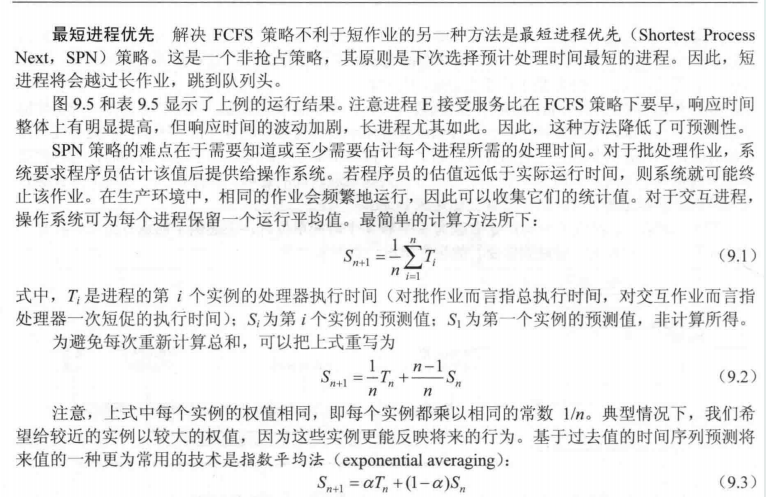 最短进程优先 解决 FCFS 策略不利于短作业的另一种方法是最短进程优先（Shortest Process
Next，SPN）策略。这是一个非抢占策略，其原则是下次选择预计处理时间最短的进程。因此，短
进程将会越过长作业，跳到队列头。
图 9.5 和表 9.5 显示了上例的运行结果。注意进程 E 接受服务比在 FCFS 策略下要早，响应时间
整体上有明显提高，但响应时间的波动加剧，长进程尤其如此。因此，这种方法降低了可预测性。
SPN 策略的难点在于需要知道或至少需要估计每个进程所需的处理时间。对于批处理作业，系
统要求程序员估计该值后提供给操作系统。若程序员的估值远低于实际运行时间，则系统就可能终
止该作业。在生产环境中，相同的作业会频繁地运行，因此可以收集它们的统计值。对于交互进程，
操作系统可为每个进程保留一个运行平均值。最简单的计算方法所下：
Sₙ₊₁ = 1/n ∑ⁿᵢ₌₁ Tᵢ （9.1）
式中，Tᵢ 是进程的第 i 个实例的处理器执行时间（对批作业而言指总执行时间，对交互作业而言指
处理器一次短促的执行时间）；Sᵢ 为第 i 个实例的预测值；S₁ 为第一个实例的预测值，非计算所得。
为避免每次重新计算总和，可以把上式重写为
Sₙ₊₁ = 1/n Tₙ + (n−1)/n Sₙ （9.2）
注意，上式中每个实例的权值相同，即每个实例都乘以相同的常数 1/n。典型情况下，我们希
望给较近的实例以较大的权值，因为这些实例更能反映将来的行为。基于过去值的时间序列预测将
来值的一种更为常用的技术是指数平均法（exponential averaging）：
Sₙ₊₁ = αTₙ + (1−α)Sₙ （9.3）